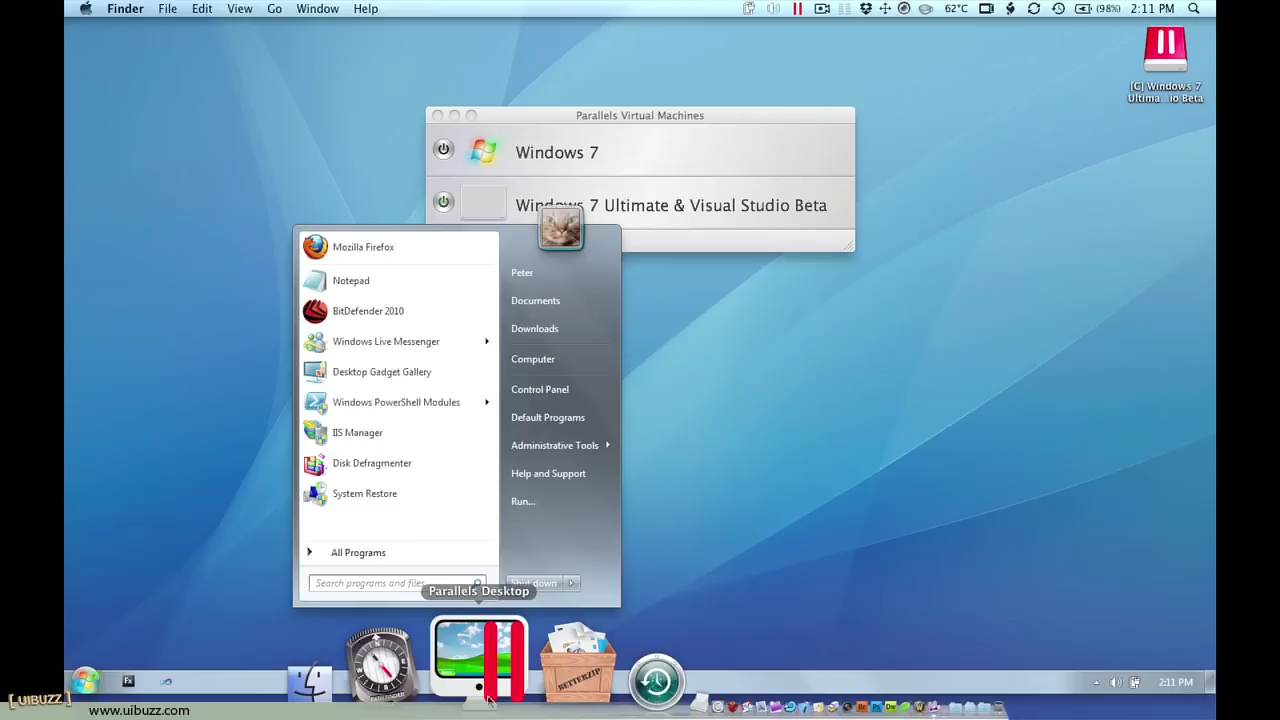 Finder File Edit View Go Window Help
62°C (98%) 2:11 PM
[C] Windows 7
Ultima...io Beta
Parallels Virtual Machines
Windows 7
Windows 7 Ultimate & Visual Studio Beta
Mozilla Firefox
Notepad
BitDefender 2010
Windows Live Messenger
Desktop Gadget Gallery
Windows PowerShell Modules
IIS Manager
Disk Defragmenter
System Restore
All Programs
Search programs and files
Peter
Documents
Downloads
Computer
Control Panel
Default Programs
Administrative Tools
Help and Support
Run...
Shut down
Parallels Desktop
BETTERZIP
Fx
2:11 PM
[UIBUZZ]
www.uibuzz.com